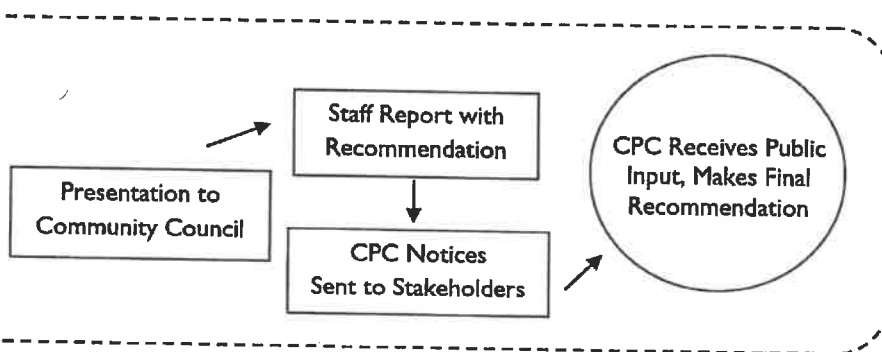 Presentation to
Community Council
Staff Report with
Recommendation
CPC Notices
Sent to Stakeholders
CPC Receives Public
Input, Makes Final
Recommendation